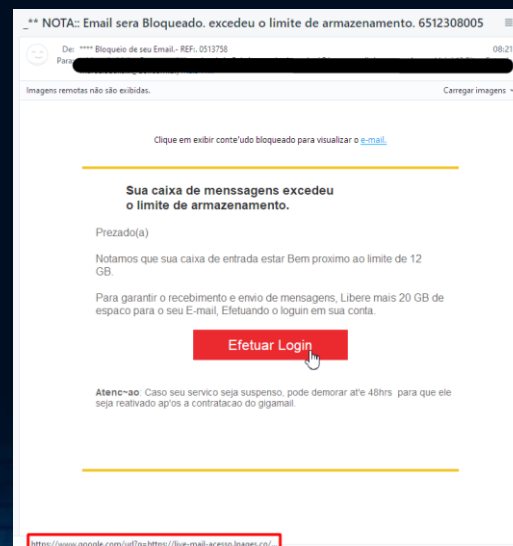 _** NOTA:: Email sera Bloqueado. excedeu o limite de armazenamento. 6512308005
De: **** Bloqueio de seu Email.- REF:. 0513758 08:21
Para:
Imagens remotas não são exibidas. Carregar imagens
Clique em exibir conte'udo bloqueado para visualizar o e-mail.
Sua caixa de menssagens excedeu
o limite de armazenamento.
Prezado(a)
Notamos que sua caixa de entrada estar Bem proximo ao limite de 12
GB.
Para garantir o recebimento e envio de mensagens, Libere mais 20 GB de
espaco para o seu E-mail, Efetuando o loguin em sua conta.
Efetuar Login
Atenc~ao: Caso seu servico seja suspenso, pode demorar at'e 48hrs para que ele
seja reativado ap'os a contratacao do gigamail.
https://www.google.com/url?q=https://live-mail-acesso.lpages.co/...